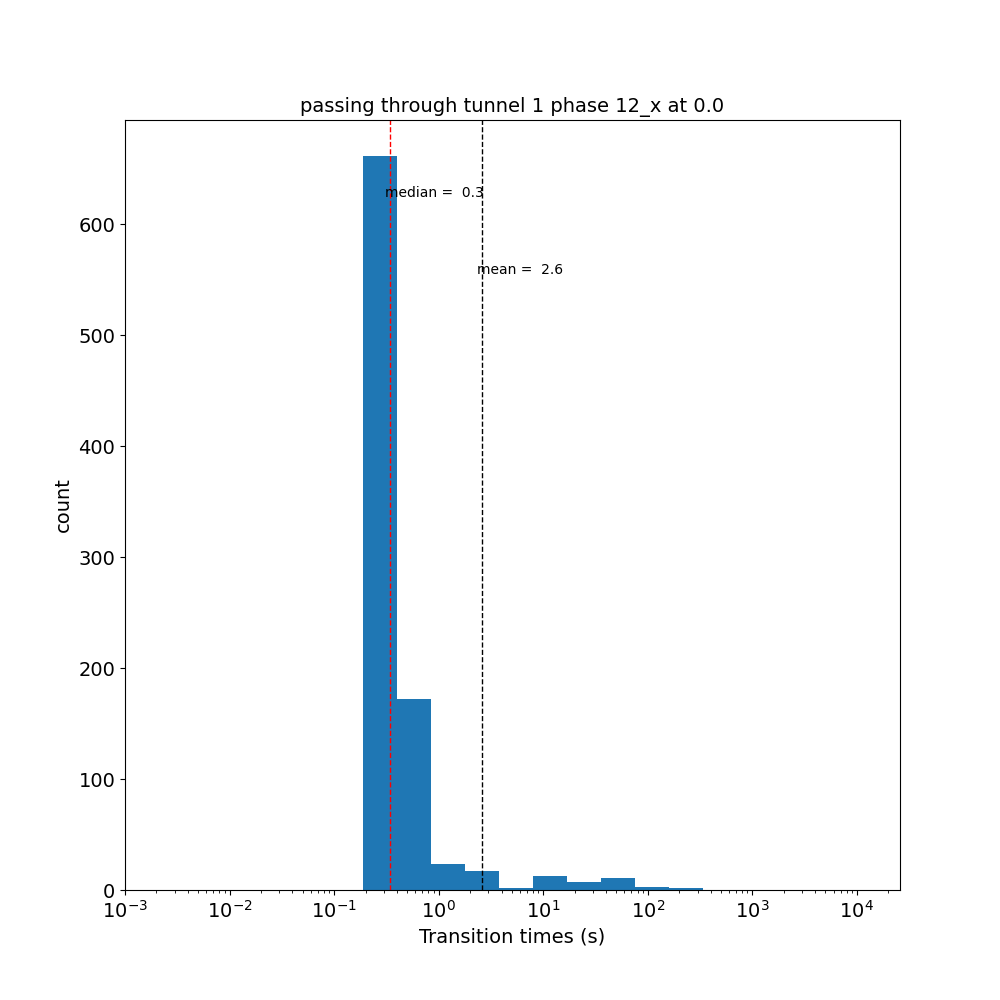 passing through tunnel 1 phase 12_x at 0.0
median =  0.3
mean =  2.6
600
500
400
300
200
100
0
count
10⁻³ 10⁻² 10⁻¹ 10⁰ 10¹ 10² 10³ 10⁴
Transition times (s)